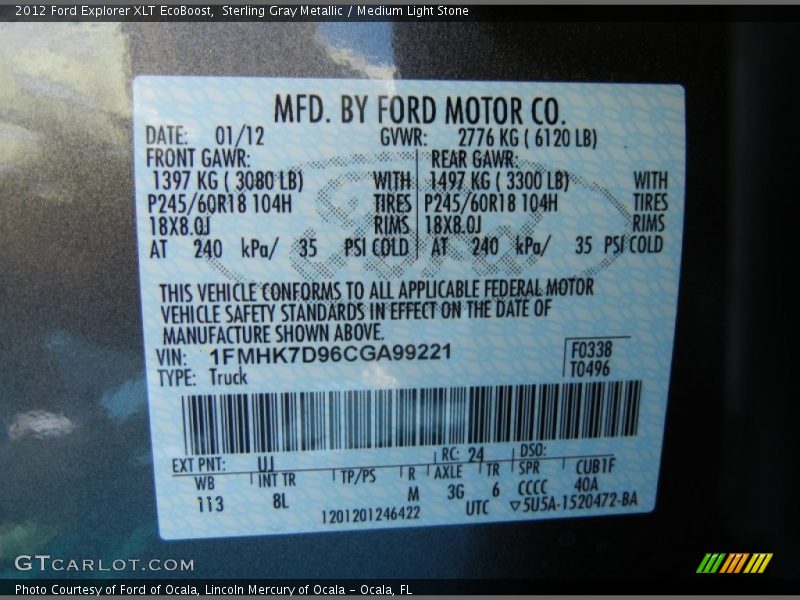 2012 Ford Explorer XLT EcoBoost, Sterling Gray Metallic / Medium Light Stone
MFD. BY FORD MOTOR CO.
DATE: 01/12 GVWR: 2776 KG ( 6120 LB)
FRONT GAWR: REAR GAWR:
1397 KG ( 3080 LB) WITH 1497 KG ( 3300 LB) WITH
P245/60R18 104H TIRES P245/60R18 104H TIRES
18X8.0J RIMS 18X8.0J RIMS
AT 240 kPa/ 35 PSI COLD AT 240 kPa/ 35 PSI COLD
THIS VEHICLE CONFORMS TO ALL APPLICABLE FEDERAL MOTOR
VEHICLE SAFETY STANDARDS IN EFFECT ON THE DATE OF
MANUFACTURE SHOWN ABOVE.
VIN: 1FMHK7D96CGA99221 F0338
TYPE: Truck T0496
EXT PNT: UJ RC: 24 DSO:
WB INT TR TP/PS R AXLE TR SPR CUB1F
113 8L M 3G 6 CCCC 40A
1201201246422 UTC ▽5U5A-1520472-BA
GTCARLOT.COM
Photo Courtesy of Ford of Ocala, Lincoln Mercury of Ocala – Ocala, FL